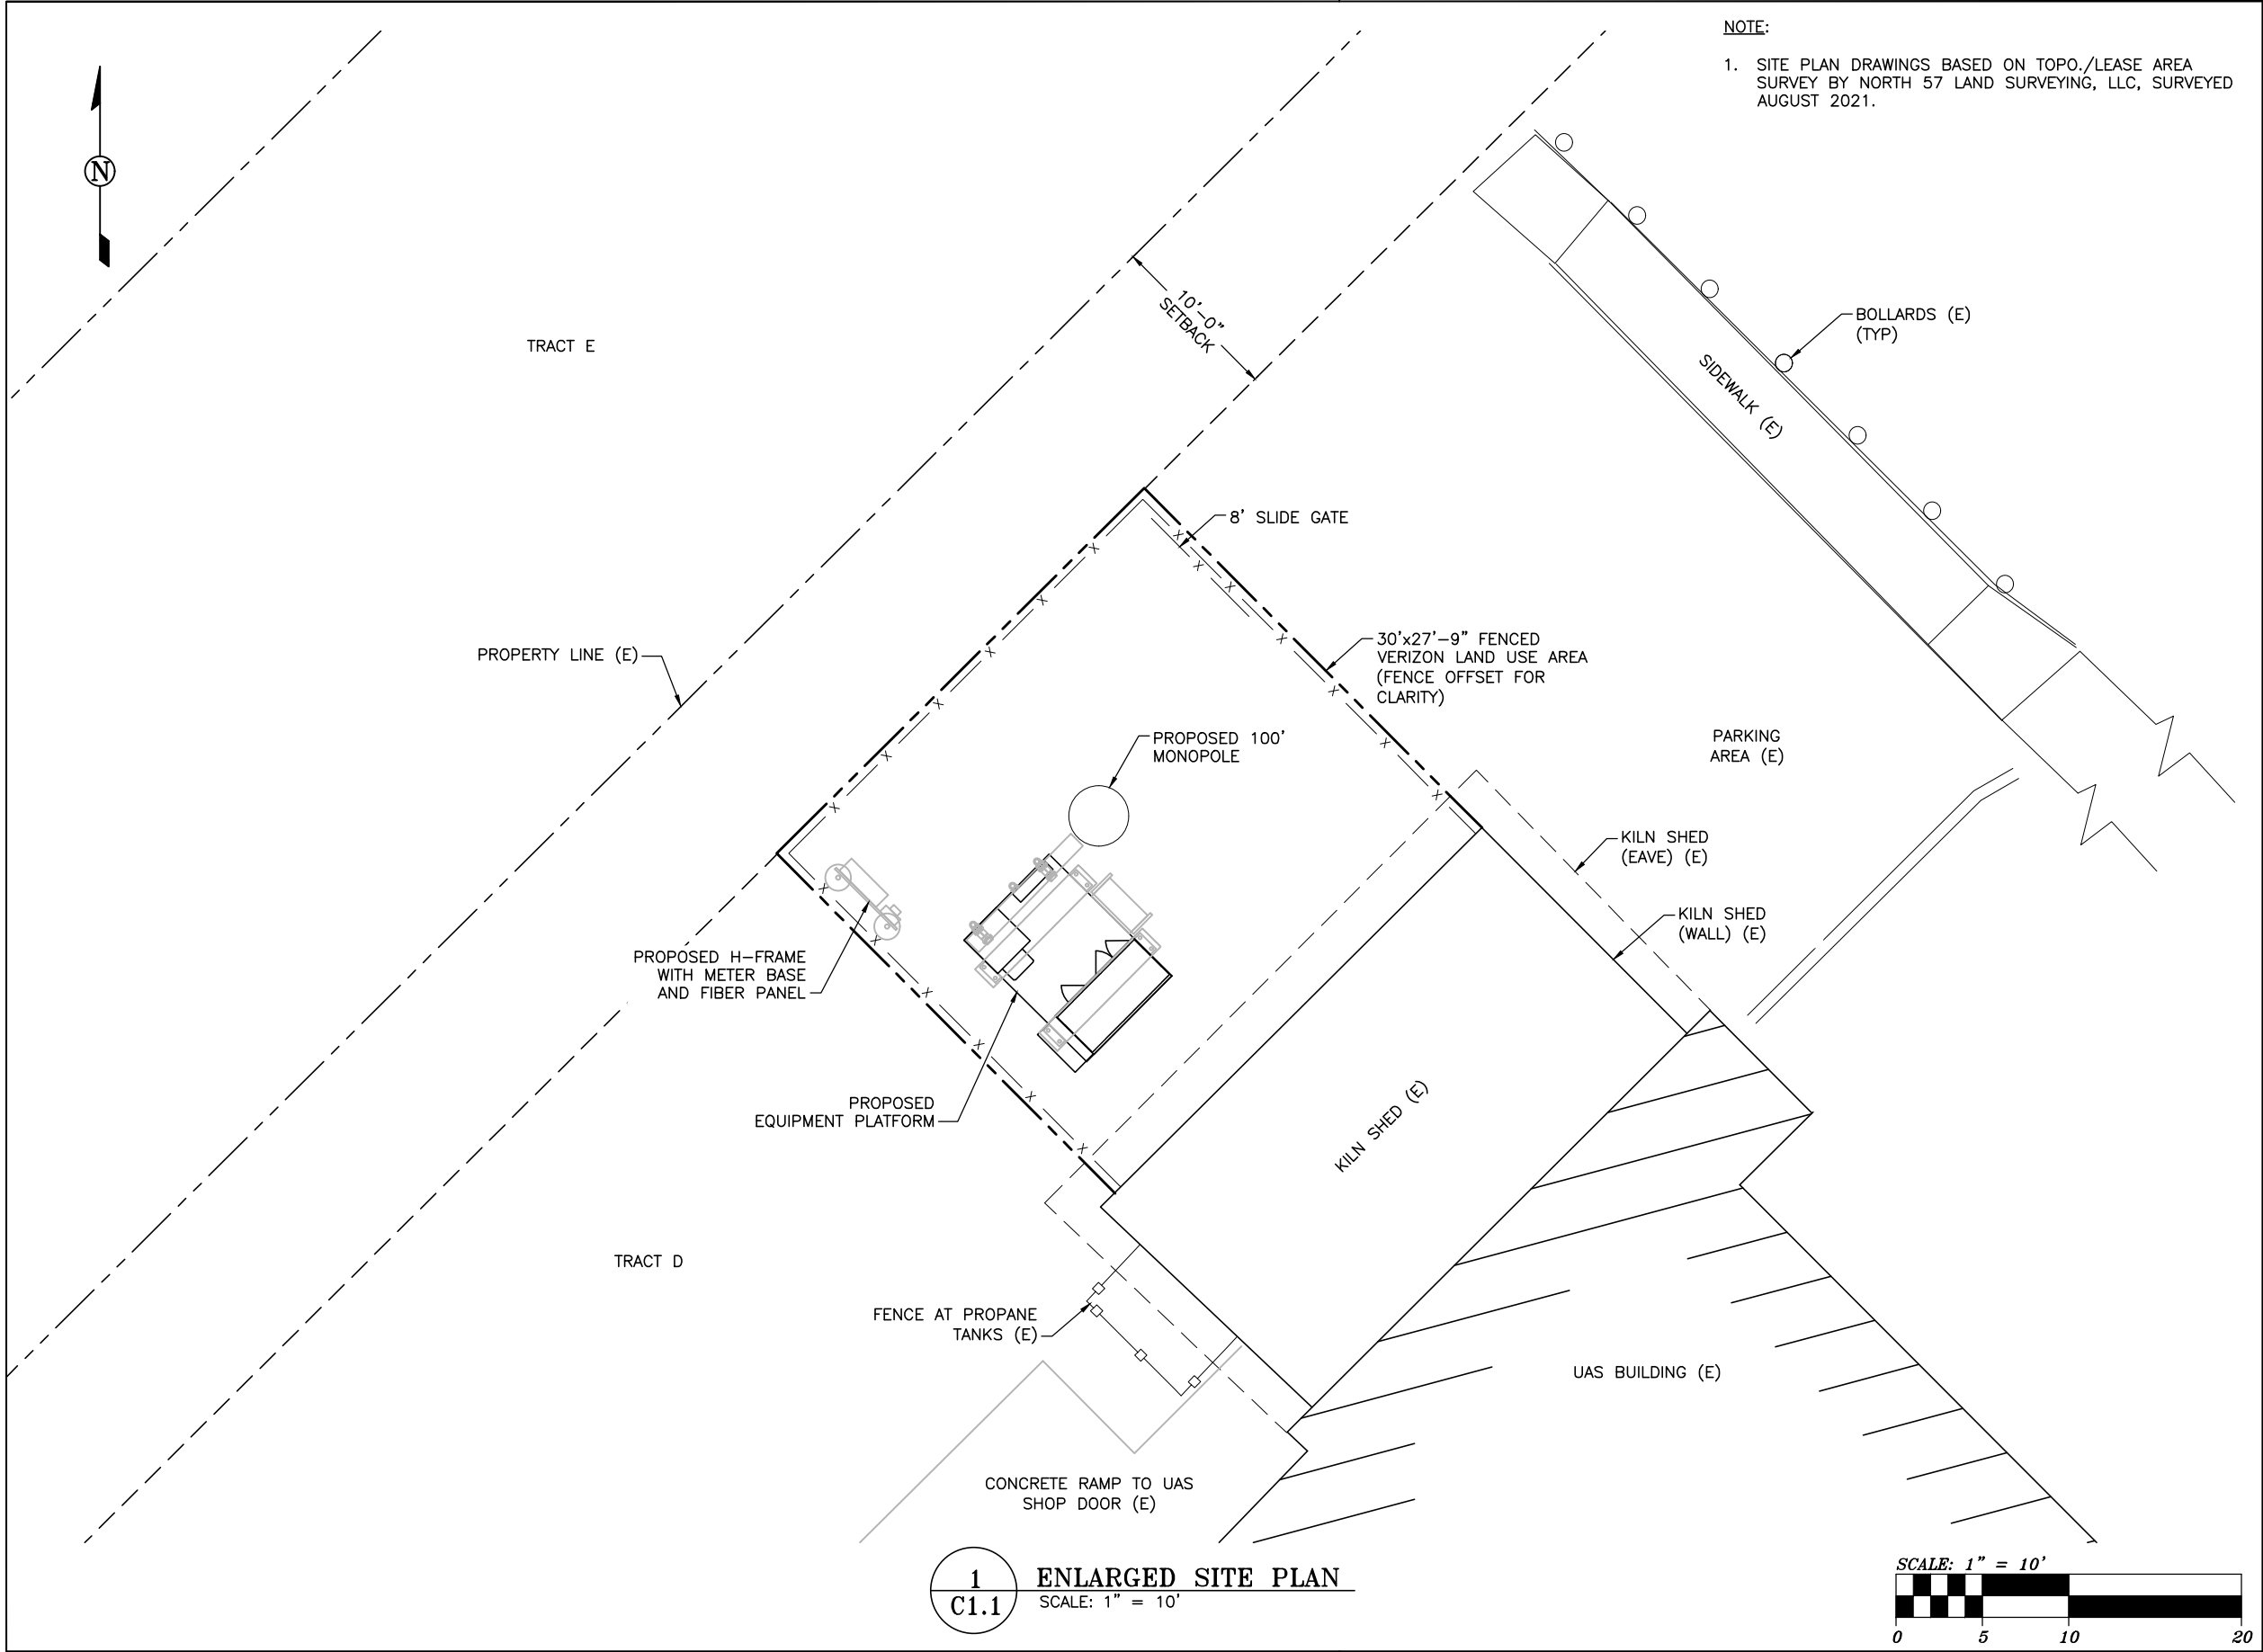 NOTE:
1. SITE PLAN DRAWINGS BASED ON TOPO./LEASE AREA
SURVEY BY NORTH 57 LAND SURVEYING, LLC, SURVEYED
AUGUST 2021.
N
10'-0"
SETBACK
BOLLARDS (E)
(TYP)
TRACT E
SIDEWALK (E)
8' SLIDE GATE
PROPERTY LINE (E)
30'x27'-9" FENCED
VERIZON LAND USE AREA
(FENCE OFFSET FOR
CLARITY)
PROPOSED 100'
MONOPOLE
PARKING
AREA (E)
KILN SHED
(EAVE) (E)
KILN SHED
(WALL) (E)
PROPOSED H-FRAME
WITH METER BASE
AND FIBER PANEL
PROPOSED
EQUIPMENT PLATFORM
KILN SHED (E)
TRACT D
FENCE AT PROPANE
TANKS (E)
UAS BUILDING (E)
CONCRETE RAMP TO UAS
SHOP DOOR (E)
1
C1.1
ENLARGED SITE PLAN
SCALE: 1" = 10'
SCALE: 1" = 10'
0 5 10 20